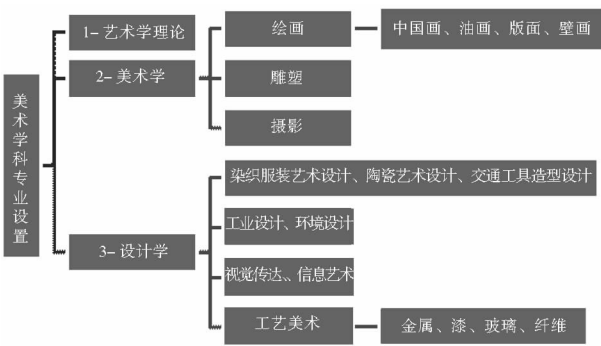 美术学科专业设置
1-艺术学理论
2-美术学
绘画
中国画、油画、版面、壁画
雕塑
摄影
3-设计学
染织服装艺术设计、陶瓷艺术设计、交通工具造型设计
工业设计、环境设计
视觉传达、、信息艺术
工艺美术
金属、漆、玻璃、纤维